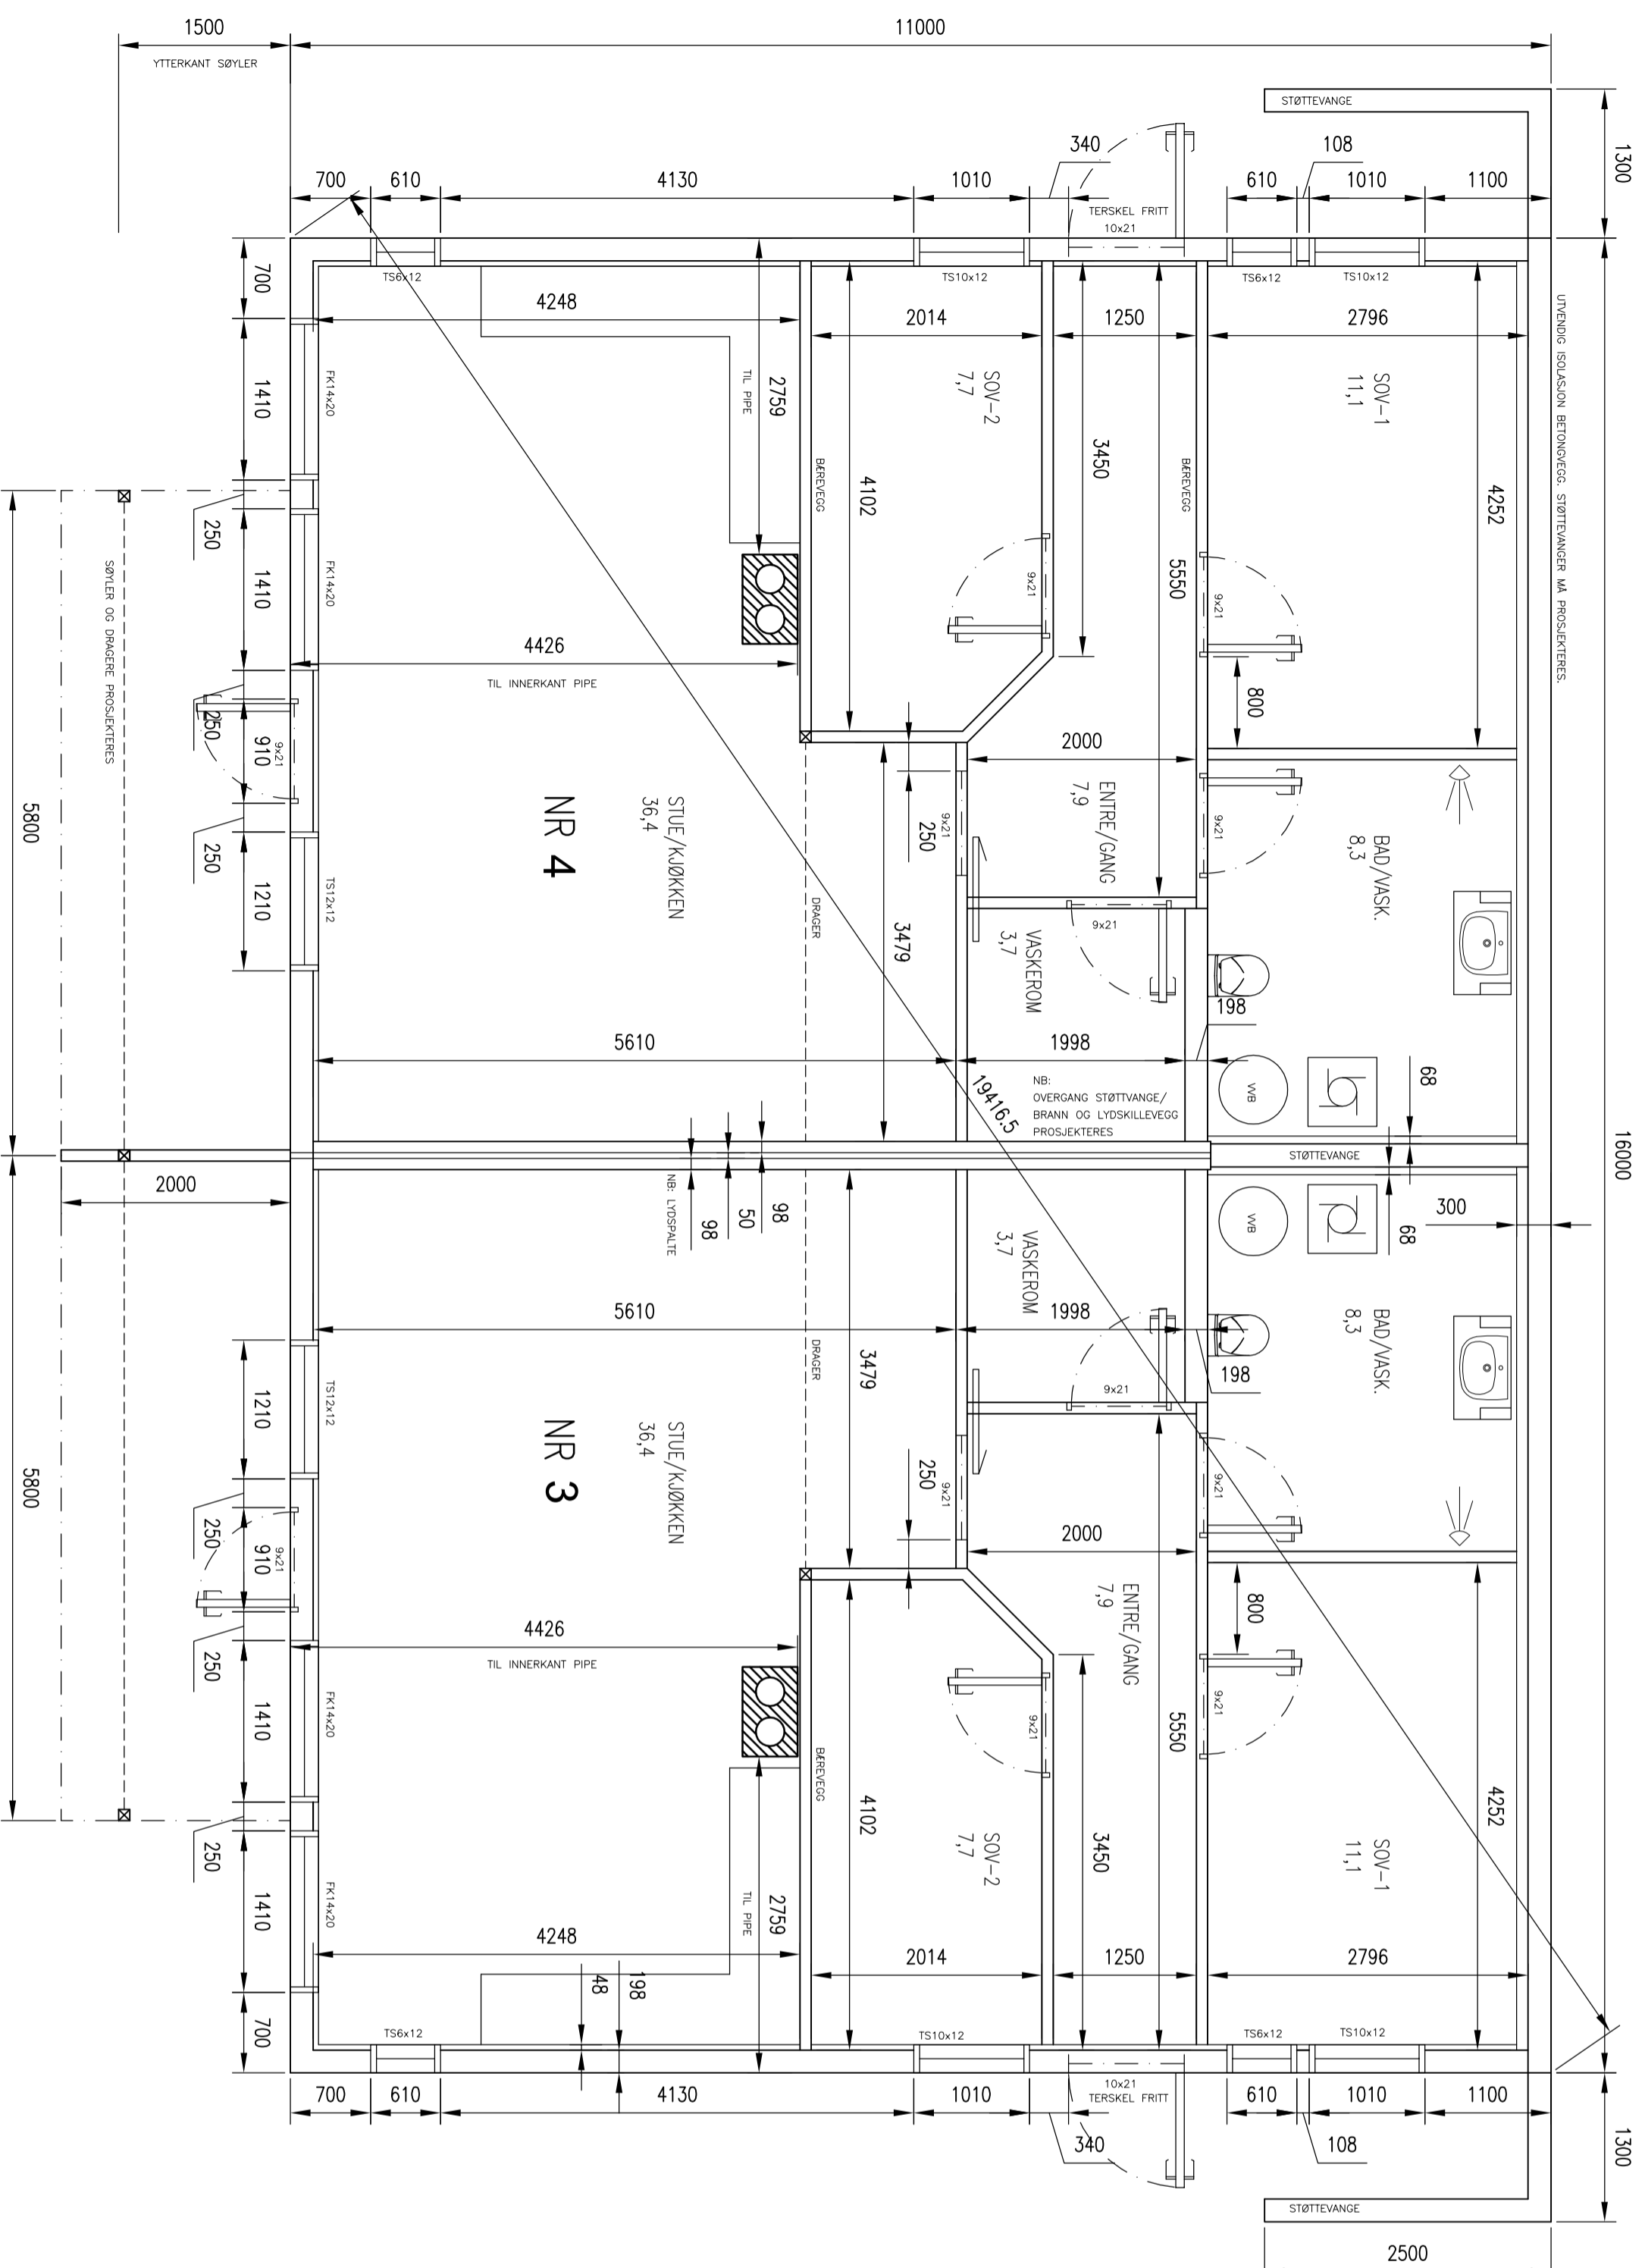 1500
YTTERKANT SØYLER
11000
STØTTEVANGE
1300
340
108
700
610
4130
1010
610
1010
1100
TERSKEL FRITT
10x21
TS6x12
TS10x12
TS6x12
TS10x12
UTVENDIG ISOLASJON BETONGVEGG. STØTTEVANGER MÅ PROSJEKTERES.
700
4248
2014
1250
2796
1410
FK14x20
2759
TIL PIPE
SOV-2
7,7
3450
SOV-1
11,1
BÆREVEGG
4102
BÆREVEGG
4252
250
SØYLER OG DRAGERE PROSJEKTERES
1410
FK14x20
9x21
5550
9x21
4426
TIL INNERKANT PIPE
800
250
910
9x21
2000
5800
NR 4
STUE/KJØKKEN
36,4
9x21
250
ENTRE/GANG
7,9
9x21
BAD/VASK.
8,3
250
1210
TS12x12
DRAGER
3479
VASKEROM
3,7
9x21
198
5610
1998
19416.5
NB:
OVERGANG STØTTVANGE/
BRANN OG LYDSKILLEVEGG
PROSJEKTERES
VVB
68
16000
STØTTEVANGE
2000
NB: LYDSPALTE
98
50
98
VASKEROM
3,7
VVB
68
300
5610
1998
198
1210
TS12x12
DRAGER
3479
9x21
BAD/VASK.
8,3
5800
NR 3
STUE/KJØKKEN
36,4
250
9x21
9x21
250
910
9x21
2000
ENTRE/GANG
7,9
800
4426
TIL INNERKANT PIPE
250
1410
FK14x20
BÆREVEGG
9x21
5550
9x21
250
4102
SOV-2
7,7
3450
SOV-1
11,1
4252
1410
FK14x20
2759
TIL PIPE
4248
2014
1250
2796
48
198
700
TS6x12
TS10x12
TS6x12
TS10x12
10x21
TERSKEL FRITT
700
610
4130
1010
610
1010
1100
340
108
1300
STØTTEVANGE
2500